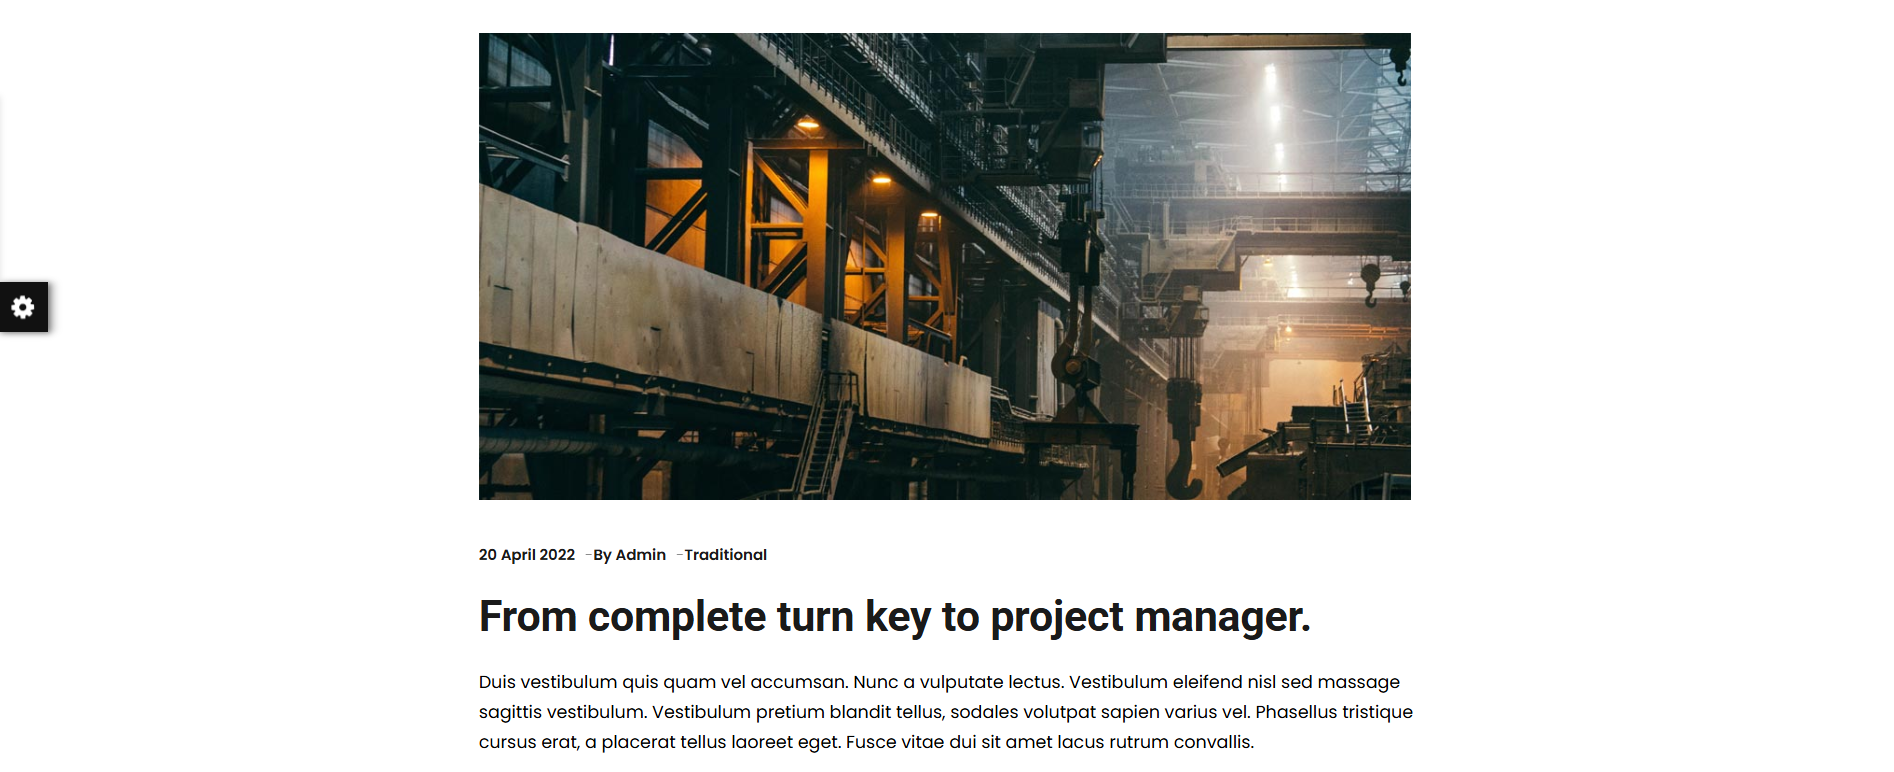 20 April 2022 -By Admin -Traditional
From complete turn key to project manager.
Duis vestibulum quis quam vel accumsan. Nunc a vulputate lectus. Vestibulum eleifend nisl sed massage
sagittis vestibulum. Vestibulum pretium blandit tellus, sodales volutpat sapien varius vel. Phasellus tristique
cursus erat, a placerat tellus laoreet eget. Fusce vitae dui sit amet lacus rutrum convallis.